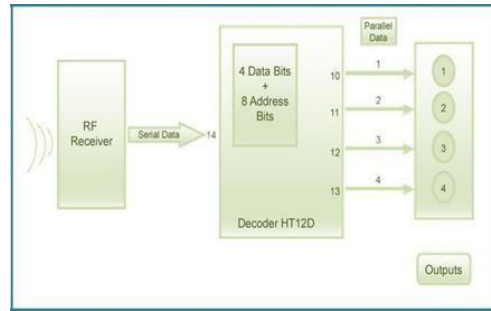 RF
Receiver
Serial Data
14
4 Data Bits
+
8 Address
Bits
10
11
12
13
Decoder HT12D
Parallel
Data
1
2
3
4
1
2
3
4
Outputs